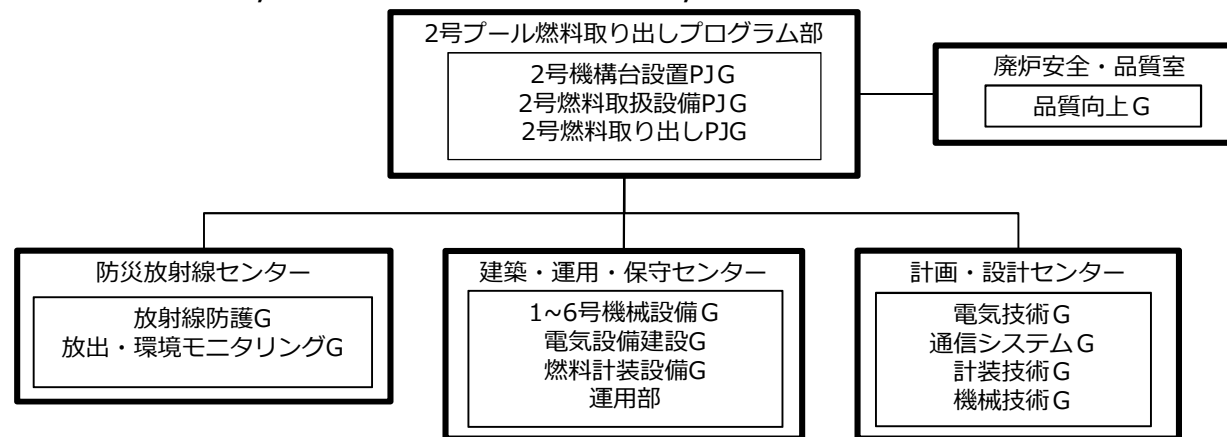 2号プール燃料取り出しプログラム部
2号機構台設置PJG
2号燃料取扱設備PJG
2号燃料取り出しPJG
廃炉安全・品質室
品質向上G
防災放射線センター
放射線防護G
放出・環境モニタリングG
建築・運用・保守センター
1~6号機械設備G
電気設備建設G
燃料計装設備G
運用部
計画・設計センター
電気技術G
通信システムG
計装技術G
機械技術G